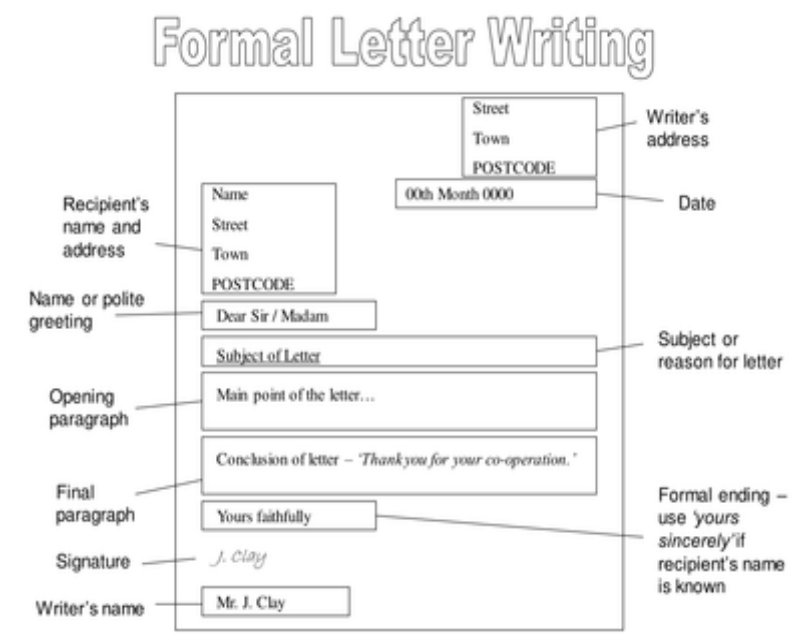 Formal Letter Writing
Street
Town
POSTCODE
Writer's
address
00th Month 0000
Date
Recipient's
name and
address
Name
Street
Town
POSTCODE
Name or polite
greeting
Dear Sir / Madam
Subject of Letter
Subject or
reason for letter
Opening
paragraph
Main point of the letter…
Final
paragraph
Conclusion of letter – 'Thank you for your co-operation.'
Yours faithfully
Formal ending –
use 'yours
sincerely' if
recipient's name
is known
Signature
J. Clay
Writer's name
Mr. J. Clay